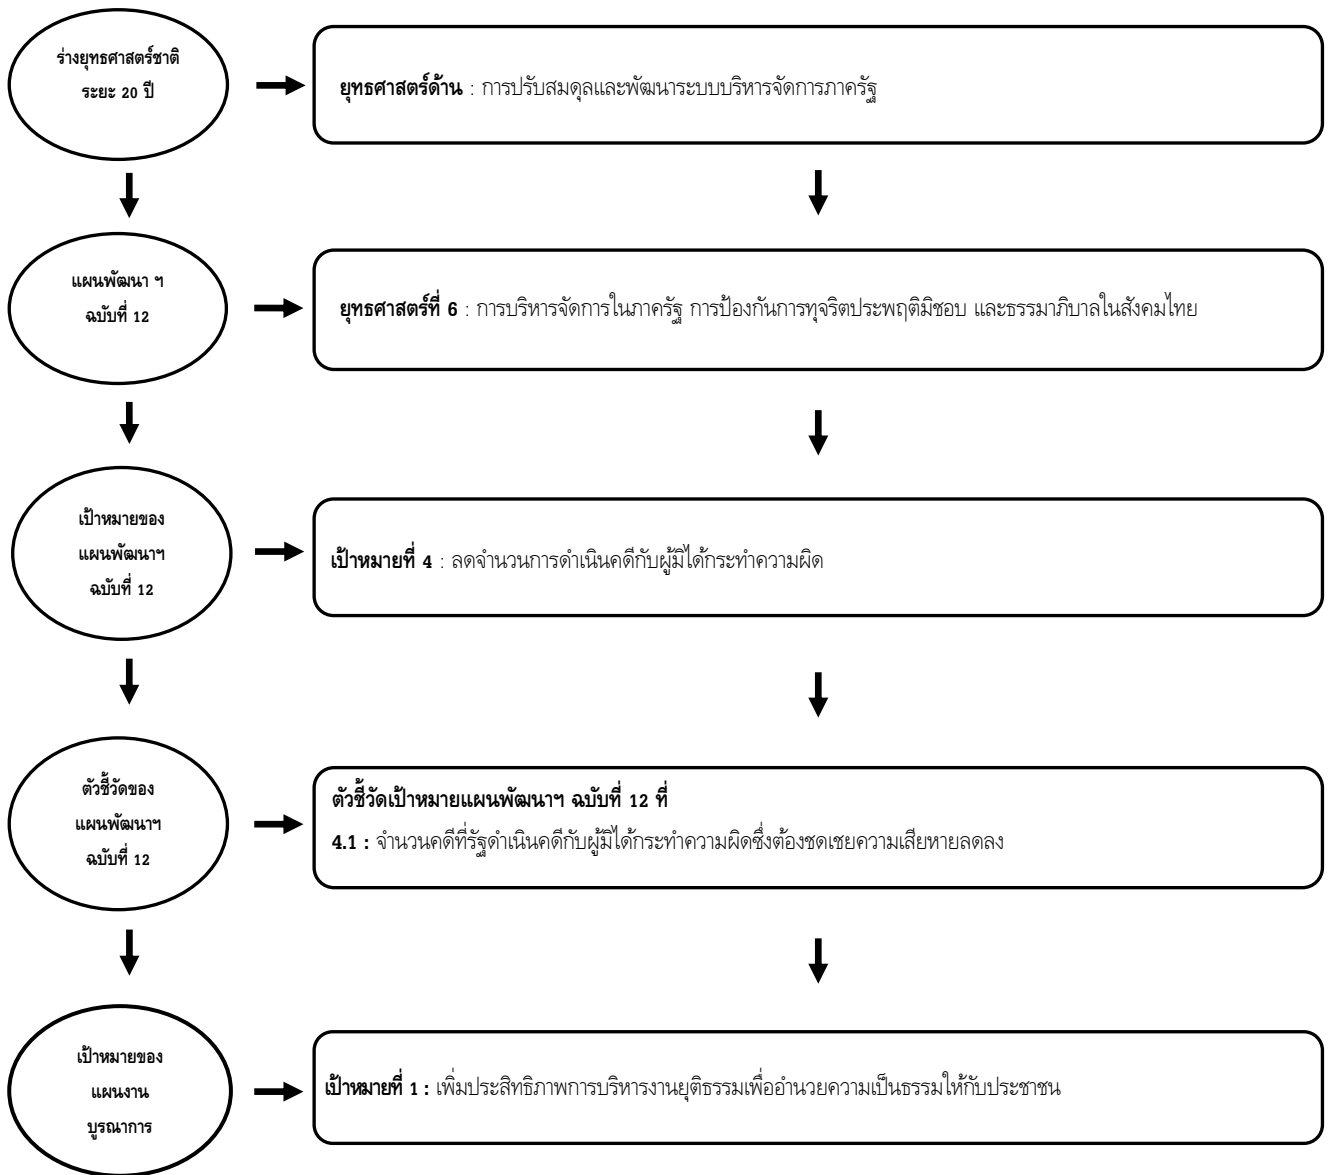 ร่างยุทธศาสตร์ชาติ
ระยะ 20 ปี
ยุทธศาสตร์ด้าน : การปรับสมดุลและพัฒนาระบบบริหารจัดการภาครัฐ
แผนพัฒนา ฯ
ฉบับที่ 12
ยุทธศาสตร์ที่ 6 : การบริหารจัดการในภาครัฐ การป้องกันการทุจริตประพฤติมิชอบ และธรรมาภิบาลในสังคมไทย
เป้าหมายของ
แผนพัฒนาฯ
ฉบับที่ 12
เป้าหมายที่ 4 : ลดจำนวนการดำเนินคดีกับผู้มิได้กระทำความผิด
ตัวชี้วัดของ
แผนพัฒนาฯ
ฉบับที่ 12
ตัวชี้วัดเป้าหมายแผนพัฒนาฯ ฉบับที่ 12 ที่
4.1 : จำนวนคดีที่รัฐดำเนินคดีกับผู้มิได้กระทำความผิดซึ่งต้องชดเชยความเสียหายลดลง
เป้าหมายของ
แผนงาน
บูรณาการ
เป้าหมายที่ 1 : เพิ่มประสิทธิภาพการบริหารงานยุติธรรมเพื่ออำนวยความเป็นธรรมให้กับประชาชน